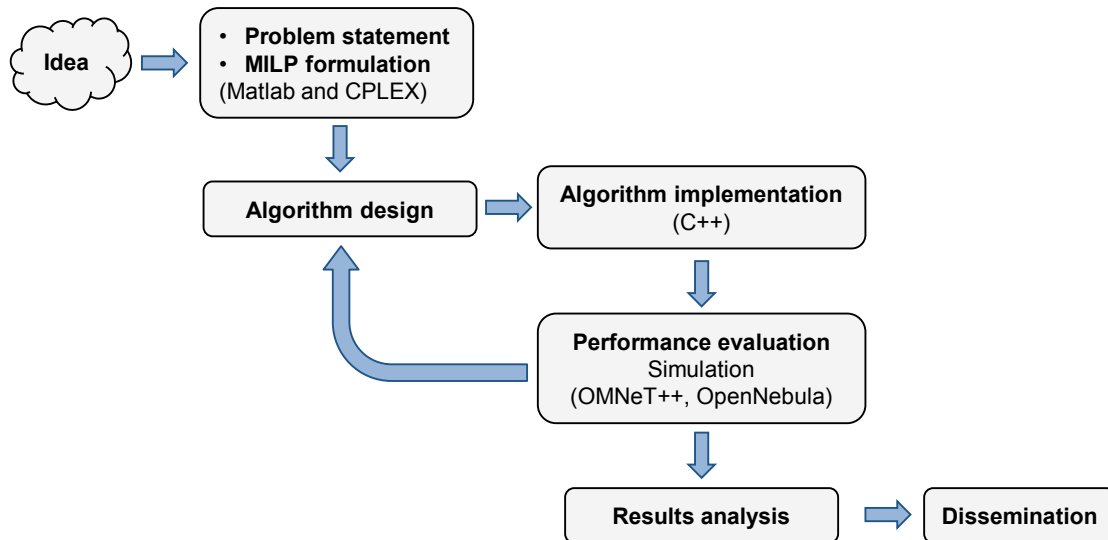 Idea
• Problem statement
• MILP formulation
(Matlab and CPLEX)
Algorithm design
Algorithm implementation
(C++)
Performance evaluation
Simulation
(OMNeT++, OpenNebula)
Results analysis
Dissemination